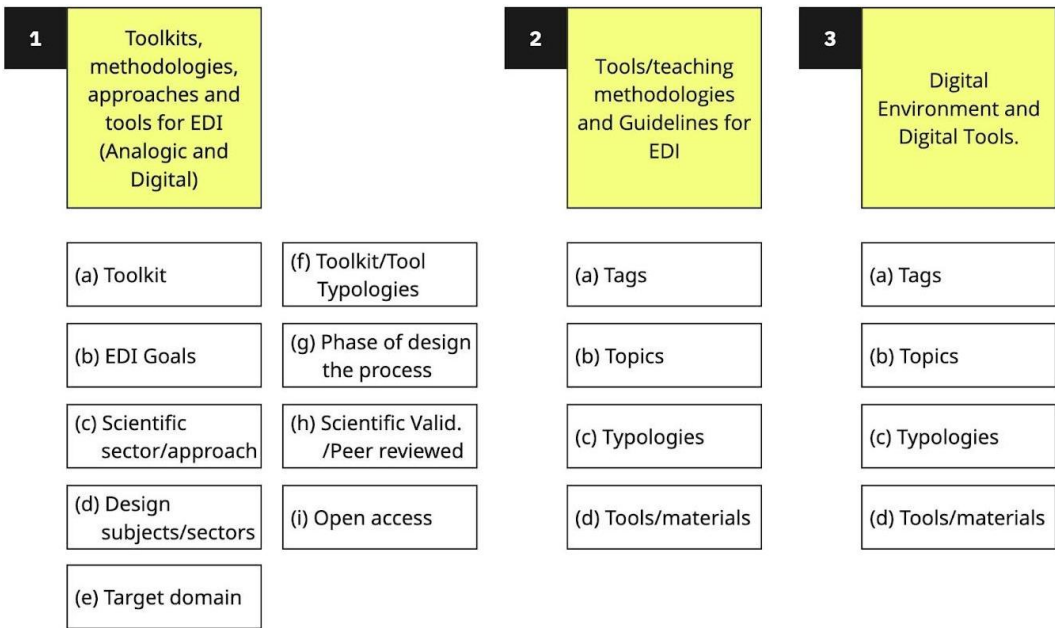 1
Toolkits,
methodologies,
approaches and
tools for EDI
(Analogic and
Digital)
(a) Toolkit
(b) EDI Goals
(c) Scientific
sector/approach
(d) Design
subjects/sectors
(e) Target domain
(f) Toolkit/Tool
Typologies
(g) Phase of design
the process
(h) Scientific Valid.
/Peer reviewed
(i) Open access
2
Tools/teaching
methodologies
and Guidelines for
EDI
(a) Tags
(b) Topics
(c) Typologies
(d) Tools/materials
3
Digital
Environment and
Digital Tools.
(a) Tags
(b) Topics
(c) Typologies
(d) Tools/materials